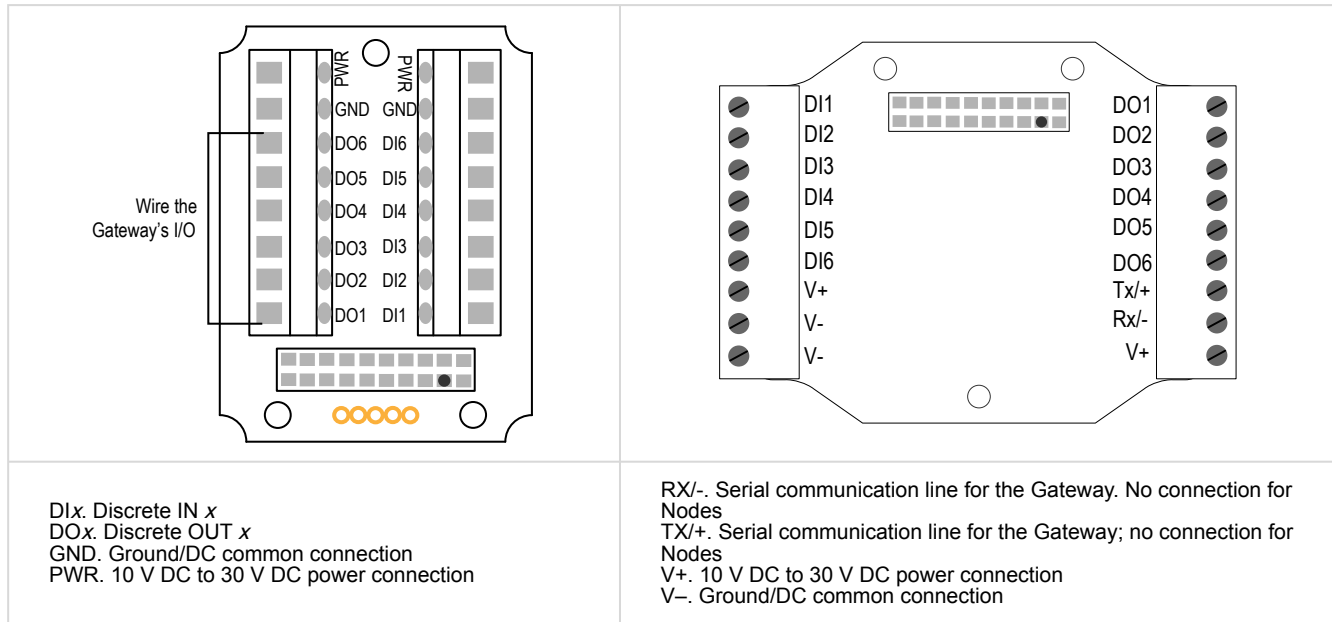 PWR PWR
GND GND
DO6 DI6
DO5 DI5
DO4 DI4
DO3 DI3
DO2 DI2
DO1 DI1
Wire the
Gateway's I/O
DI1 DO1
DI2 DO2
DI3 DO3
DI4 DO4
DI5 DO5
DI6 DO6
V+ Tx/+
V- Rx/-
V- V+
DIx. Discrete IN x
DOx. Discrete OUT x
GND. Ground/DC common connection
PWR. 10 V DC to 30 V DC power connection
RX/-. Serial communication line for the Gateway. No connection for
Nodes
TX/+. Serial communication line for the Gateway; no connection for
Nodes
V+. 10 V DC to 30 V DC power connection
V–. Ground/DC common connection